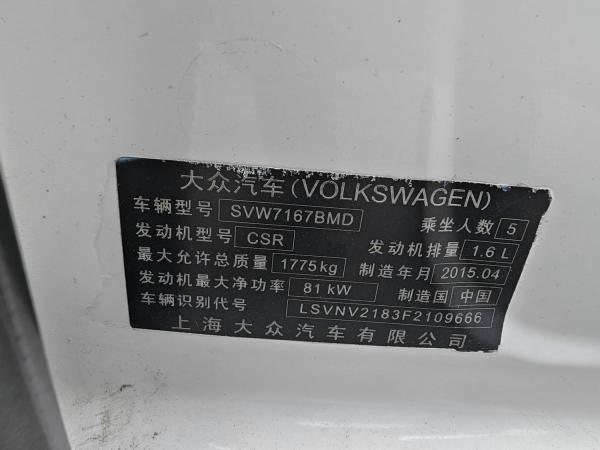 大众汽车(VOLKSWAGEN)
车辆型号 SVW7167BMD 乘坐人数 5
发动机型号 CSR 发动机排量 1.6 L
最大允许总质量 1775kg 制造年月 2015.04
发动机最大净功率 81 kW 制造国 中国
车辆识别代号 LSVNV2183F2109666
上海大众汽车有限公司